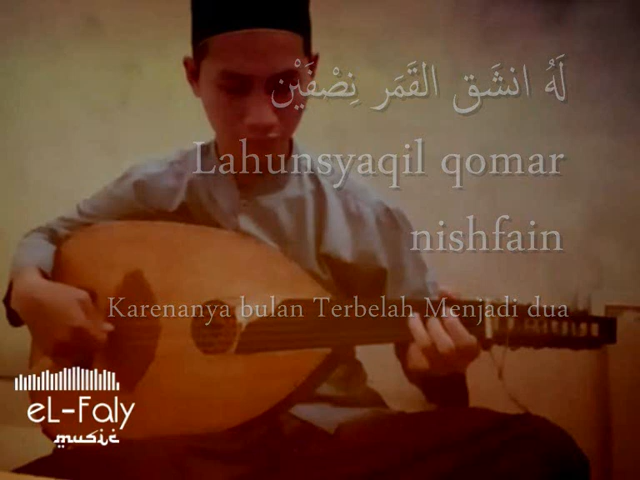 لَهُ انشَق القَمَر نِصْفَيْن
Lahunsyaqil qomar
nishfain
Karenanya bulan Terbelah Menjadi dua
eL-Faly
music